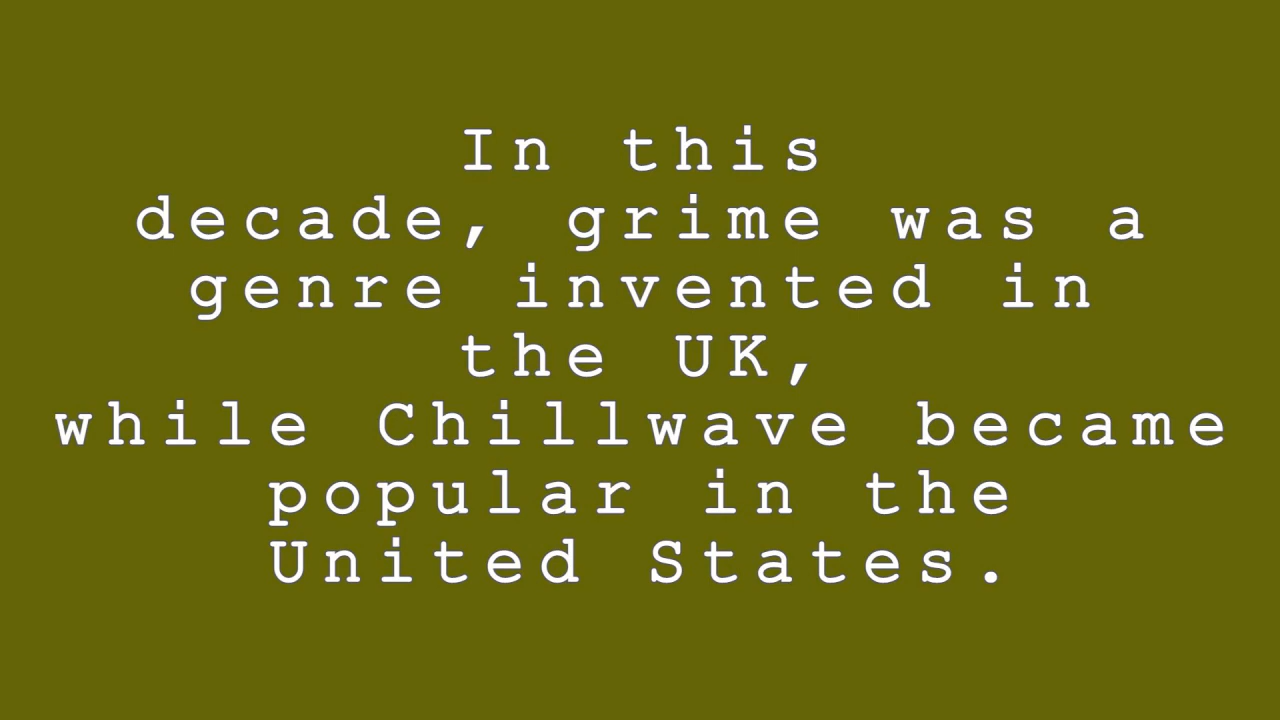 In this
decade, grime was a
genre invented in
the UK,
while Chillwave became
popular in the
United States.